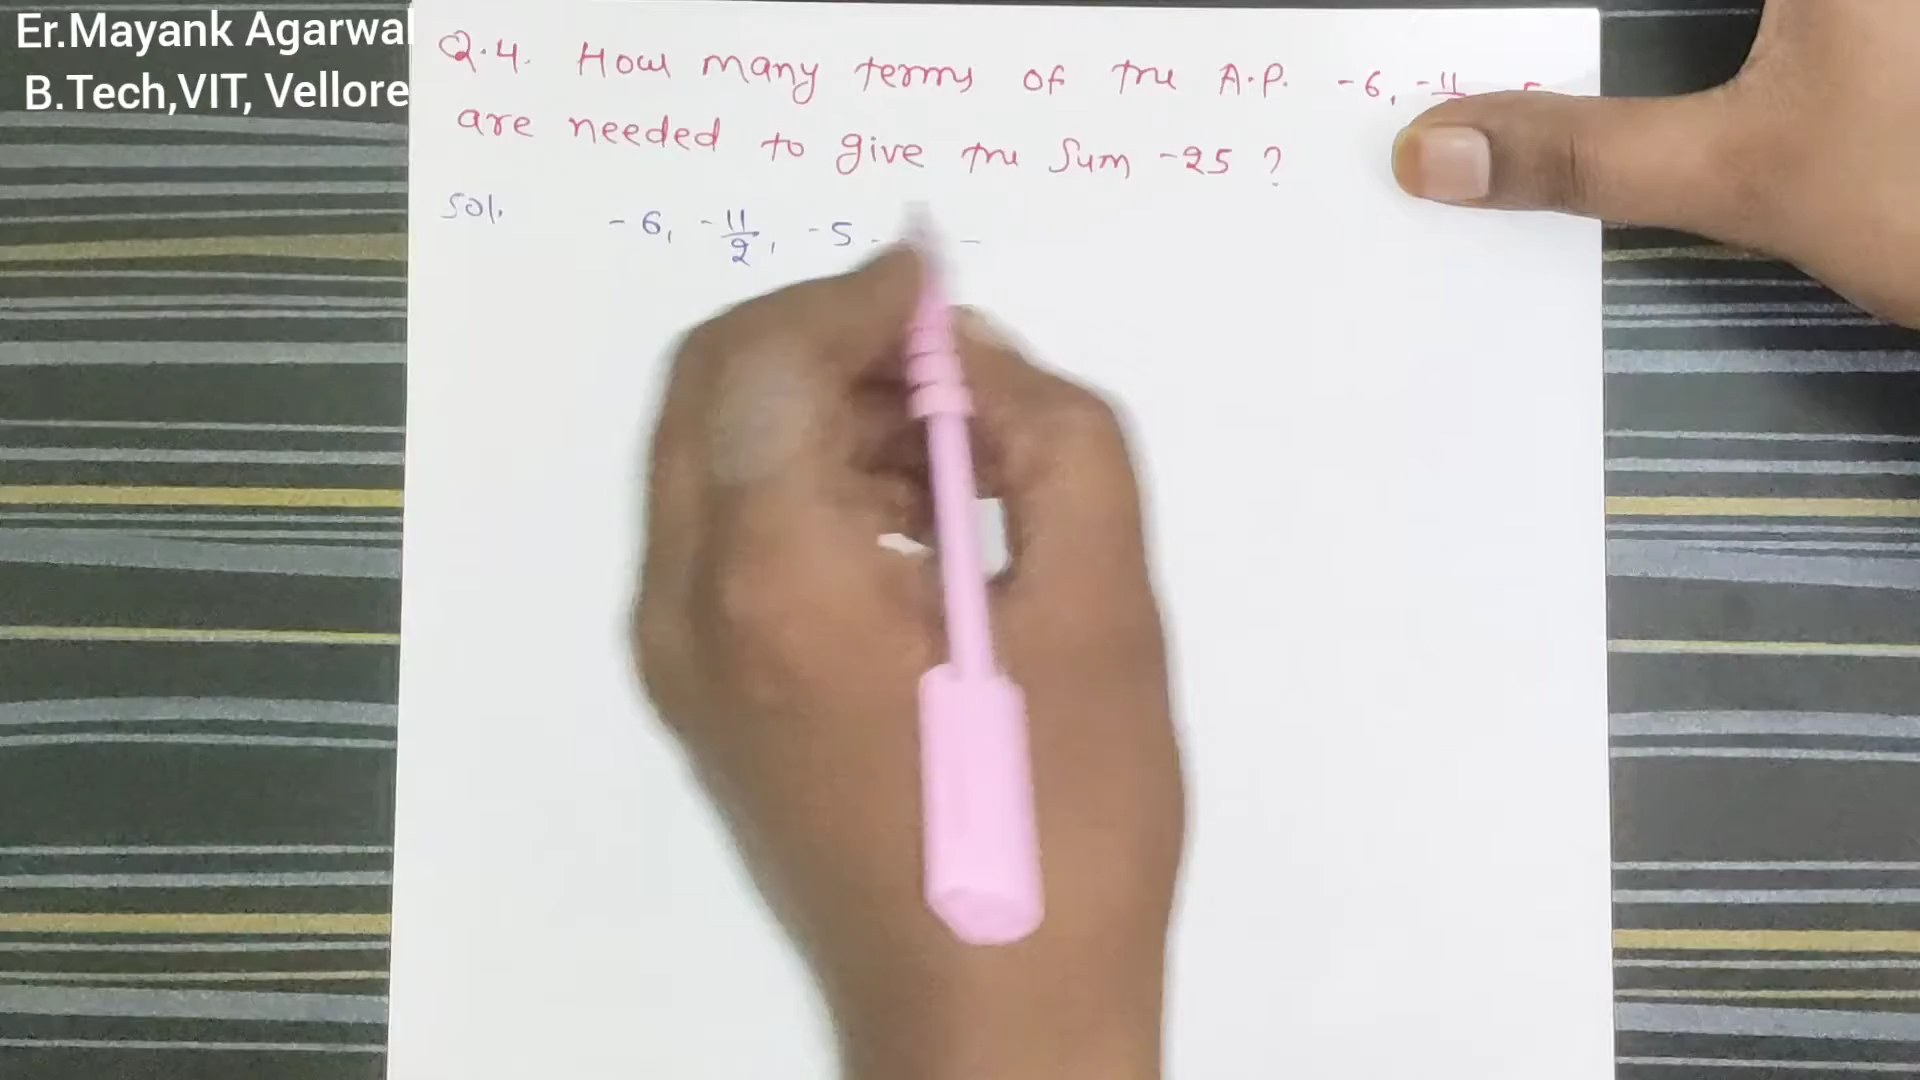 Er.Mayank Agarwal
B.Tech,VIT, Vellore
Q.4. How many terms of the A.P. -6, -11
are needed to give the sum -25 ?
Sol. -6, -11/2, -5 - - -